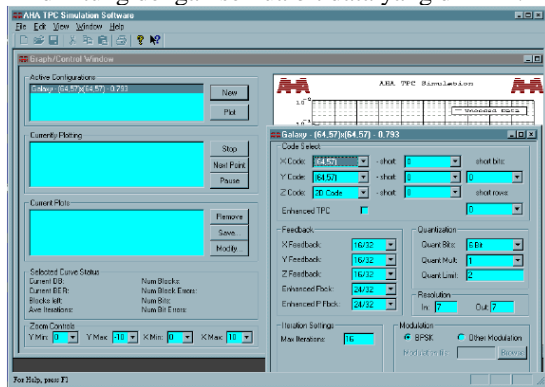 AHA TPC Simulation Software
File Edit View Window Help
Graph/Control Window
Active Configurations
Galaxy - (64,57)x(64,57) - 0.793
New
Plot
Currently Plotting
Stop
Next Point
Pause
Current Plots
Remove
Save...
Modify...
Selected Curve Status
Current DB: Num Blocks:
Current BER: Num Block Errors:
Blocks left: Num Bits:
Ave Iterations: Num Bit Errors:
Zoom Controls
Y Min: 0 Y Max: -10 X Min: 0 X Max: 10
AHA TPC Simulation
Uncoded Data
Galaxy - (64,57)x(64,57) - 0.793
Code Select
X Code: (64,57) - short: 0 short bits:
Y Code: (64,57) - short: 0 0
Z Code: 2D Code - short: 0 short rows:
Enhanced TPC 0
Feedback
X Feedback: 16/32
Y Feedback: 16/32
Z Feedback: 16/32
Enhanced Fback: 24/32
Enhanced P Fback: 24/32
Quantization
Quant Bits: 6 Bit
Quant Mult: 1
Quant Limit: 2
Resolution
In: 7 Out: 7
Iteration Settings
Max Iterations: 16
Modulation
BPSK Other Modulation
Browse
For Help, press F1